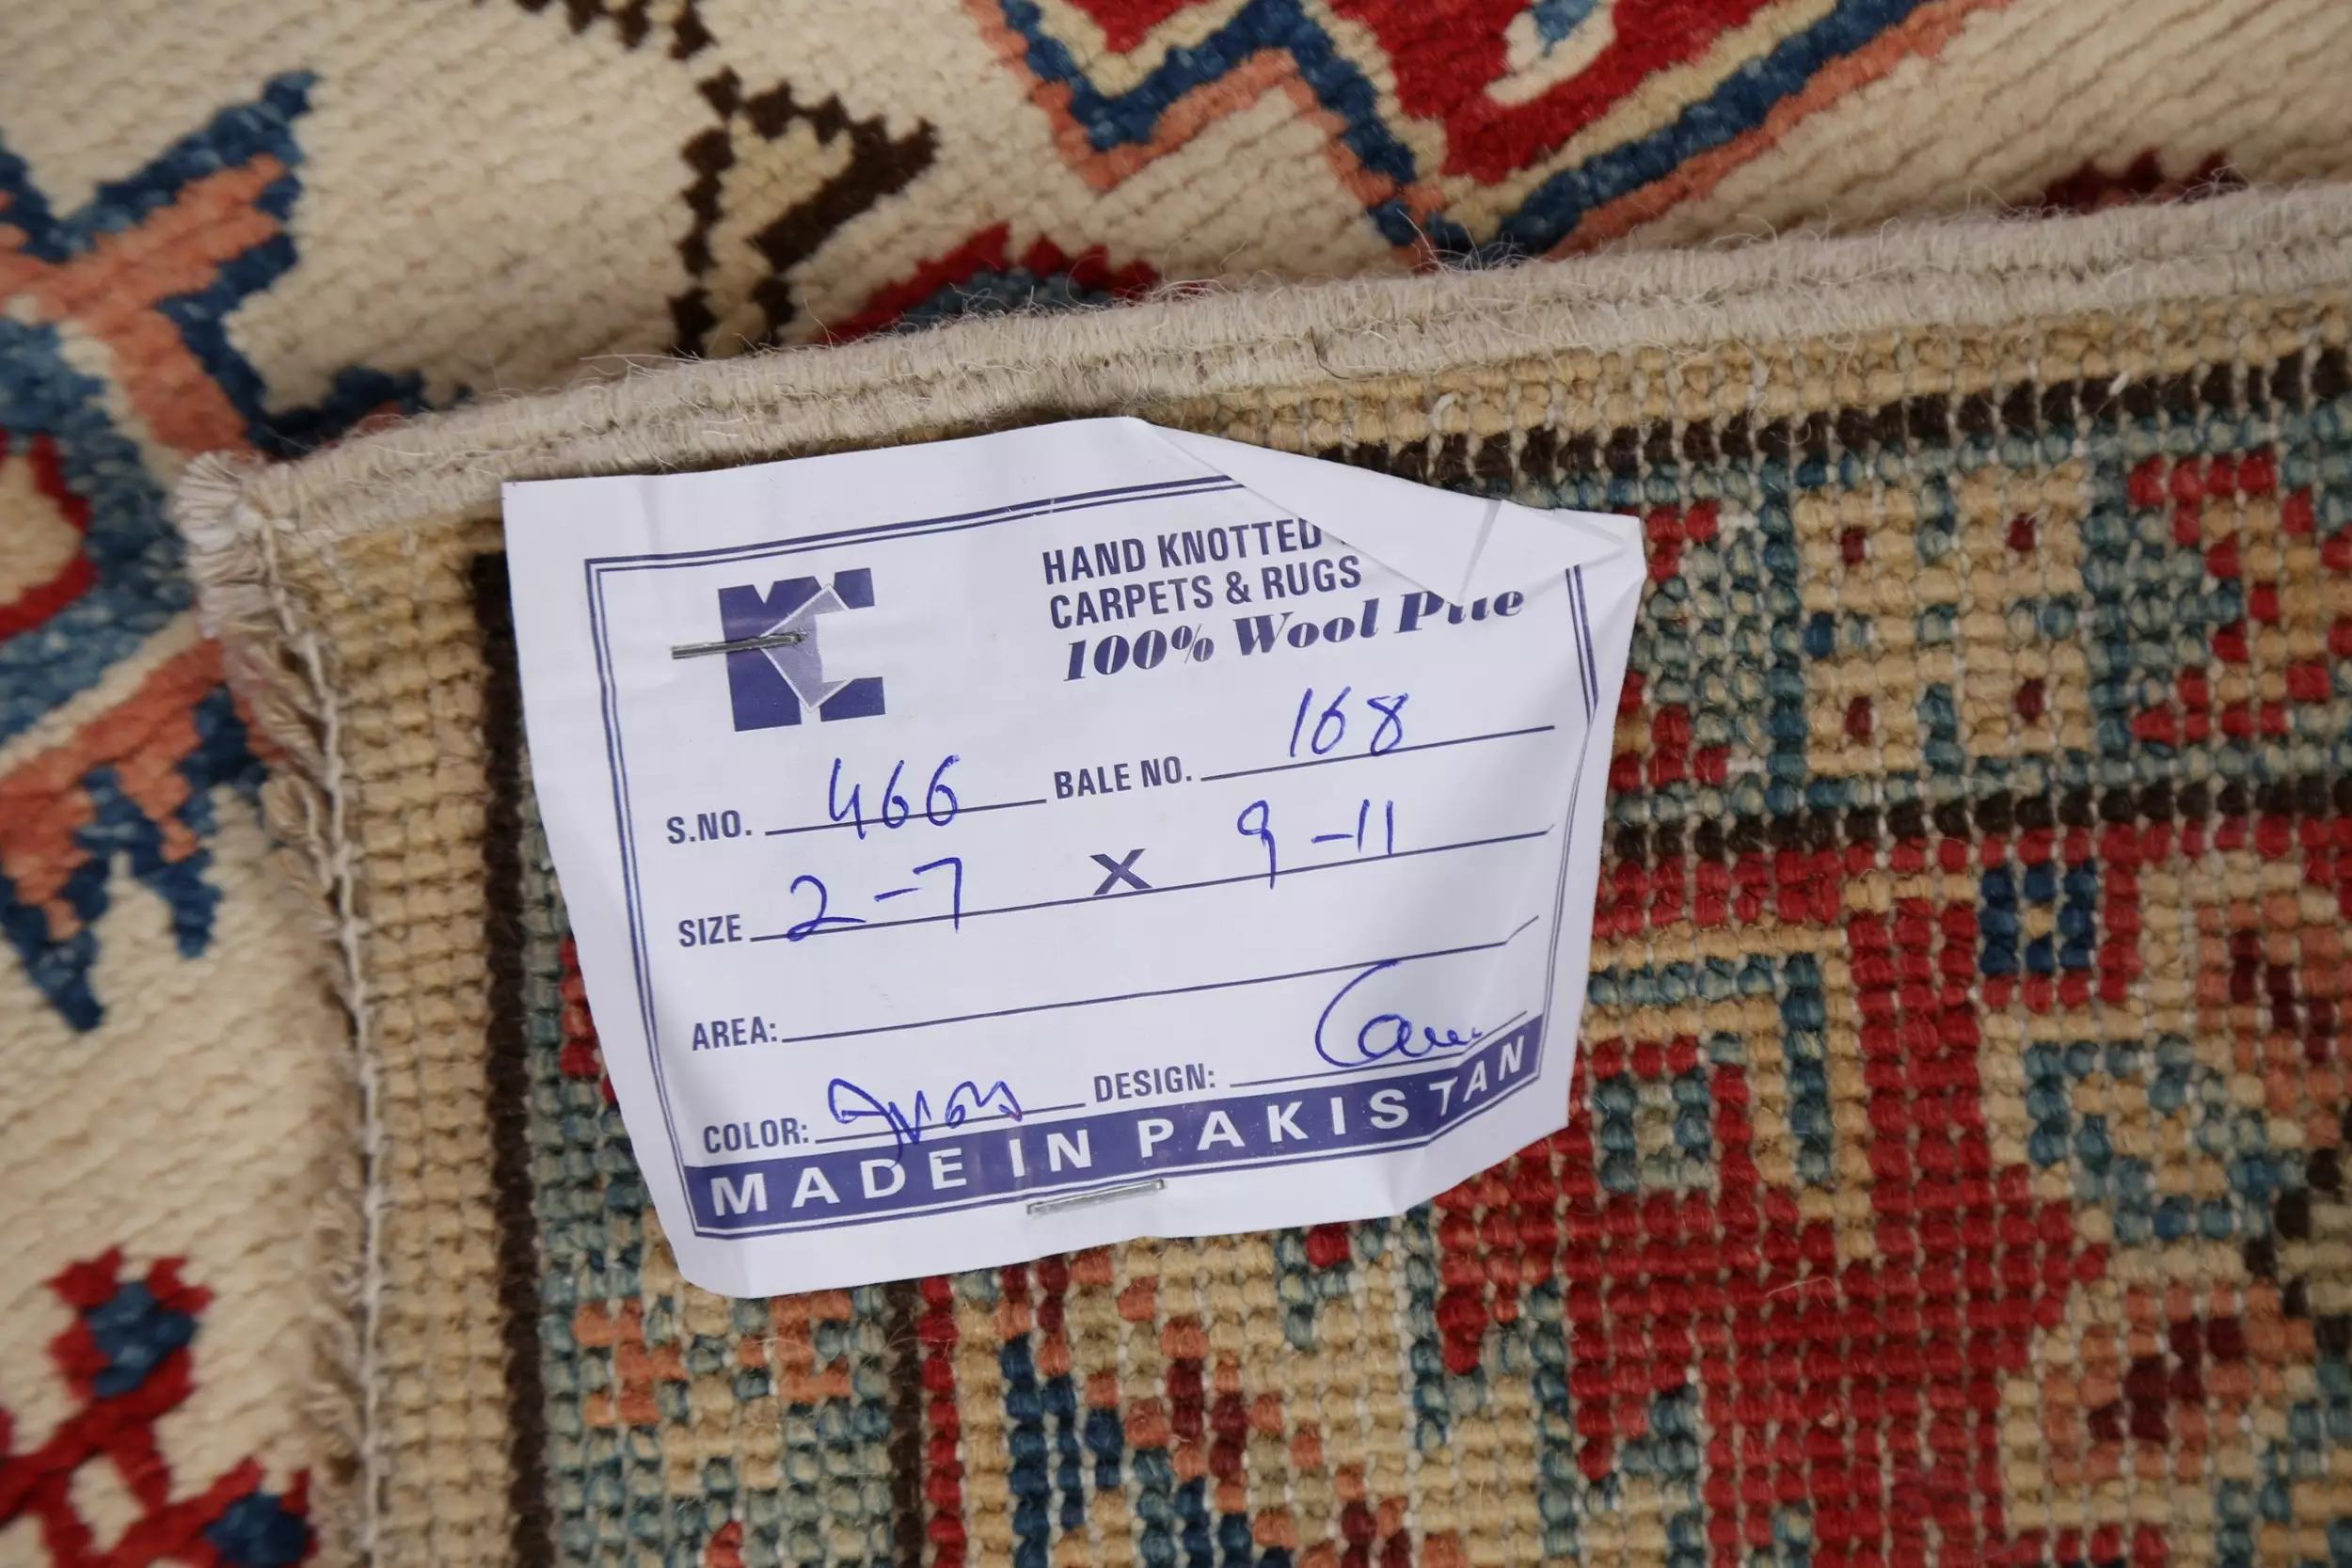 HAND KNOTTED
CARPETS & RUGS
100% Wool Pile
S.NO. 466 BALE NO. 168
SIZE 2-7 X 9-11
AREA:
COLOR: DESIGN:
MADE IN PAKISTAN